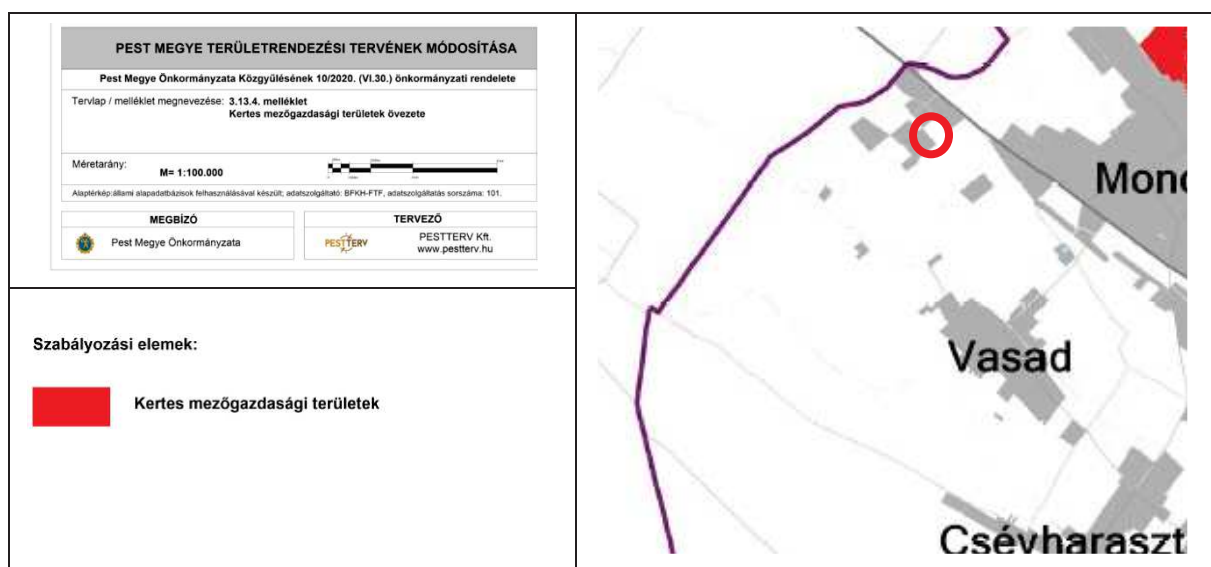 PEST MEGYE TERÜLETRENDEZÉSI TERVÉNEK MÓDOSÍTÁSA
Pest Megye Önkormányzata Közgyűlésének 10/2020. (VI.30.) önkormányzati rendelete
Tervlap / melléklet megnevezése: 3.13.4. melléklet
Kertes mezőgazdasági területek övezete
Méretarány:
M= 1:100.000
Alaptérkép:állami alapadatbázisok felhasználásával készült; adatszolgáltató: BFKH-FTF, adatszolgáltatás sorszáma: 101.
MEGBÍZÓ
TERVEZŐ
Pest Megye Önkormányzata
PESTTERV
PESTTERV Kft.
www.pestterv.hu
Szabályozási elemek:
Kertes mezőgazdasági területek
Mono
Vasad
Csévharaszt